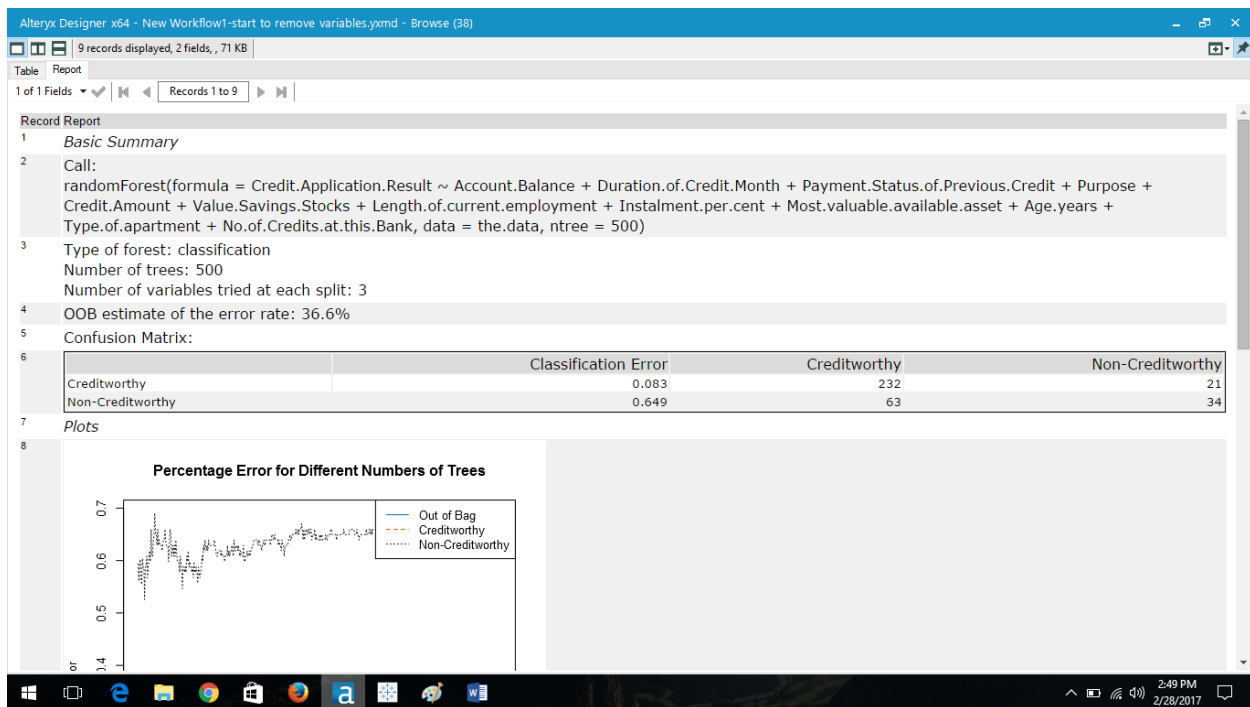 Alteryx Designer x64 - New Workflow1-start to remove variables.yxmd - Browse (38)
9 records displayed, 2 fields, , 71 KB
Table Report
1 of 1 Fields Records 1 to 9
Record Report
1 Basic Summary
2 Call:
randomForest(formula = Credit.Application.Result ~ Account.Balance + Duration.of.Credit.Month + Payment.Status.of.Previous.Credit + Purpose +
Credit.Amount + Value.Savings.Stocks + Length.of.current.employment + Instalment.per.cent + Most.valuable.available.asset + Age.years +
Type.of.apartment + No.of.Credits.at.this.Bank, data = the.data, ntree = 500)
3 Type of forest: classification
Number of trees: 500
Number of variables tried at each split: 3
4 OOB estimate of the error rate: 36.6%
5 Confusion Matrix:
6 Classification Error Creditworthy Non-Creditworthy
Creditworthy 0.083 232 21
Non-Creditworthy 0.649 63 34
7 Plots
8
Percentage Error for Different Numbers of Trees
0.7
Out of Bag
Creditworthy
Non-Creditworthy
0.6
0.5
0.4
or
2:49 PM
2/28/2017